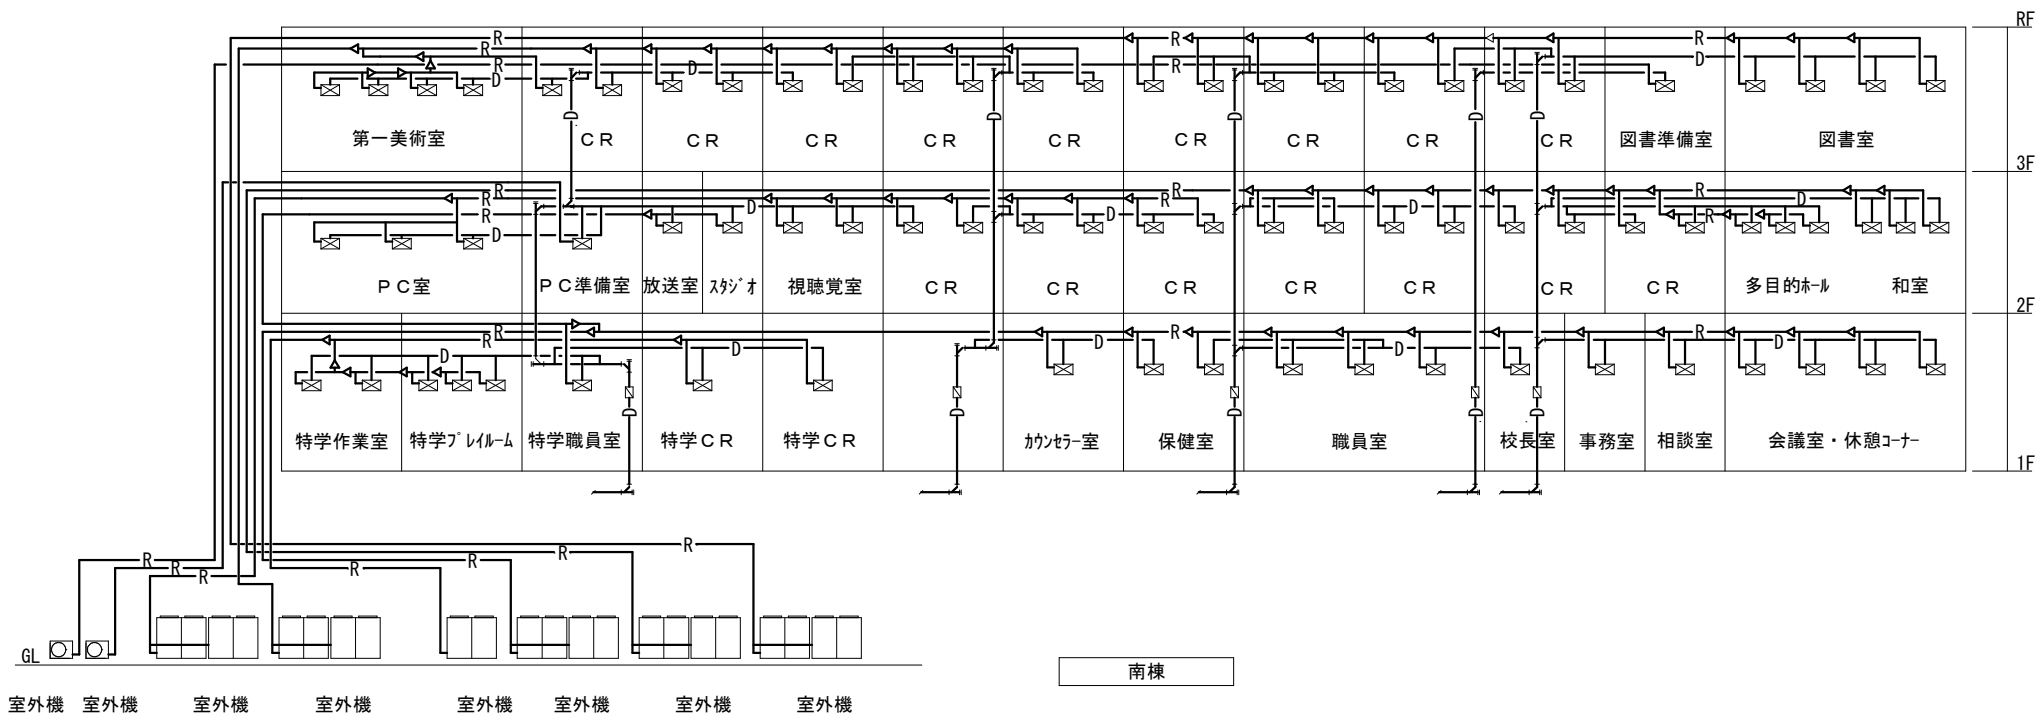 RF
R
R
R
R
R
R
D
D
D
D
D
D
第一美術室
CR
CR
CR
CR
CR
CR
CR
CR
CR
図書準備室
図書室
3F
R
R
R
R
R
R
D
D
D
D
D
PC室
PC準備室
放送室
スタジオ
視聴覚室
CR
CR
CR
CR
CR
CR
CR
多目的ホール
和室
2F
R
R
R
R
D
D
D
D
D
特学作業室
特学プレイルーム
特学職員室
特学CR
特学CR
カウンセラー室
保健室
職員室
校長室
事務室
相談室
会議室・休憩コーナー
D
D
D
D
D
1F
R
R
R
R
R
R
R
R
GL
南棟
室外機
室外機
室外機
室外機
室外機
室外機
室外機
室外機